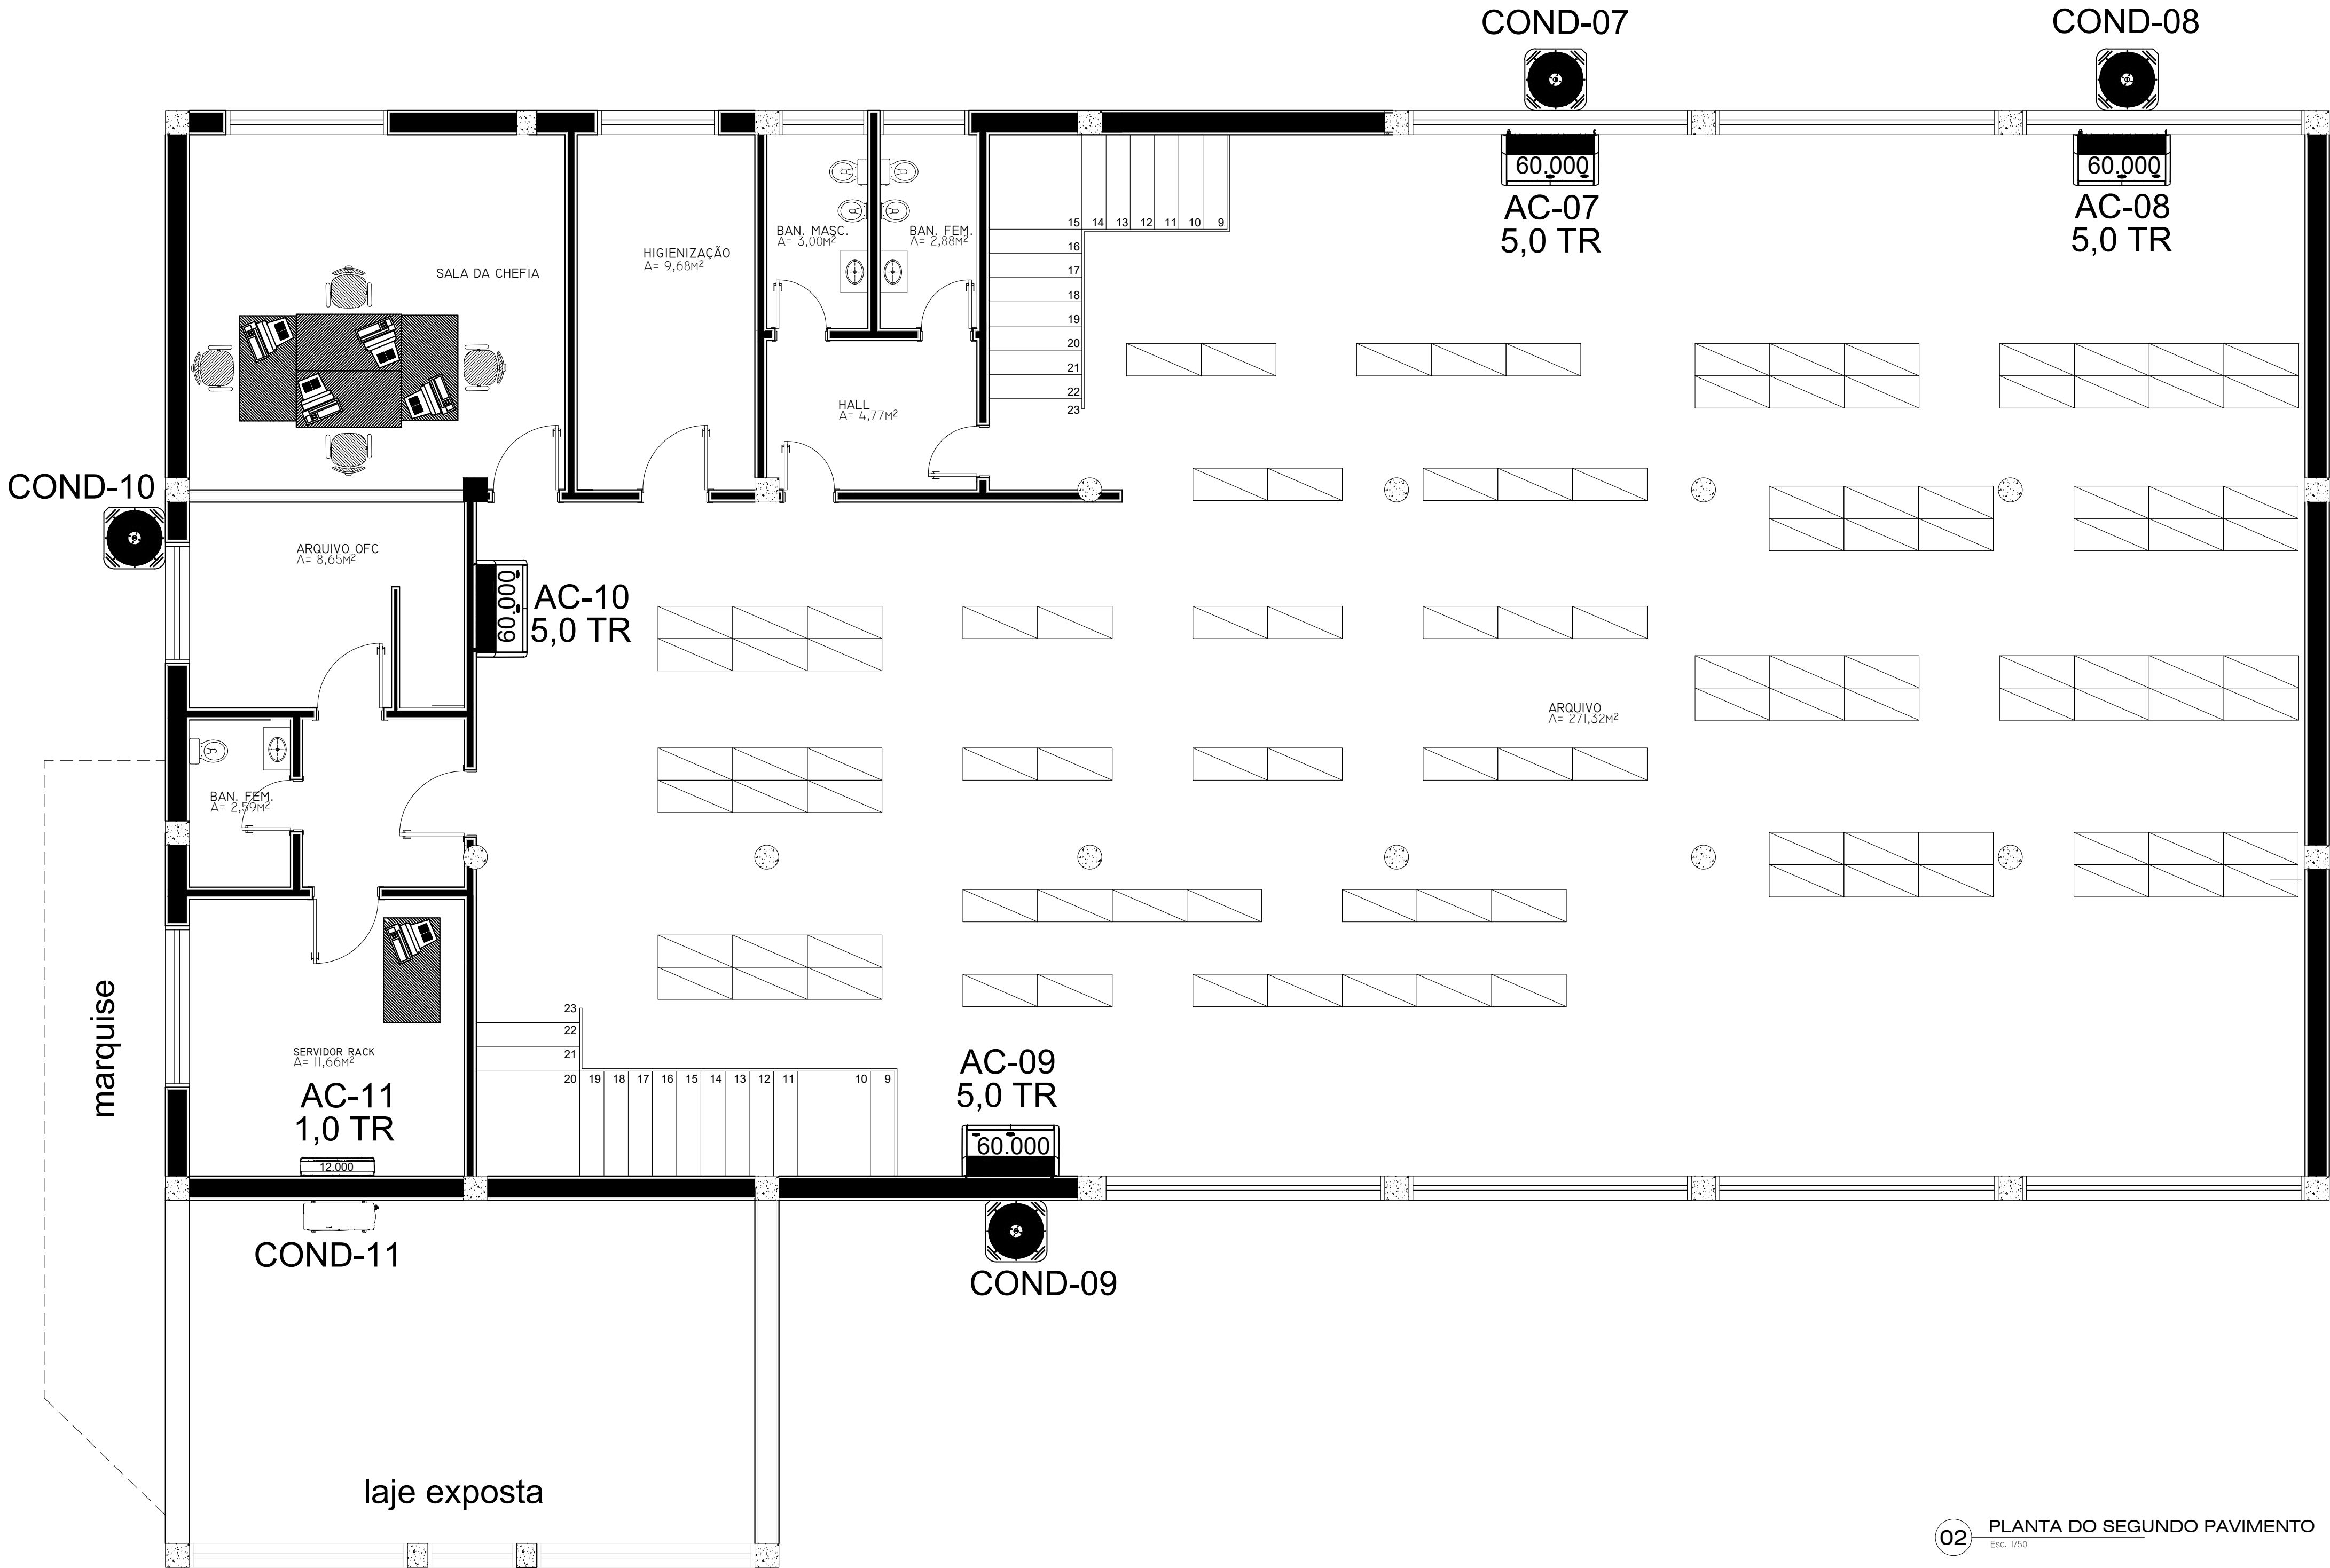 COND-07
COND-08
60.000
AC-07
5,0 TR
60.000
AC-08
5,0 TR
SALA DA CHEFIA
HIGIENIZAÇÃO
A= 9,68M²
BAN. MASC.
A= 3,00M²
BAN. FEM.
A= 2,88M²
15 14 13 12 11 10 9
16
17
18
19
20
21
22
23
HALL
A= 4,77M²
COND-10
ARQUIVO OFC
A= 8,65M²
60.000
AC-10
5,0 TR
ARQUIVO
A= 271,32M²
BAN. FEM.
A= 2,59M²
marquise
SERVIDOR RACK
A= 11,66M²
AC-11
1,0 TR
12.000
COND-11
23
22
21
20 19 18 17 16 15 14 13 12 11 10 9
AC-09
5,0 TR
60.000
COND-09
laje exposta
02 PLANTA DO SEGUNDO PAVIMENTO
Esc. 1/50